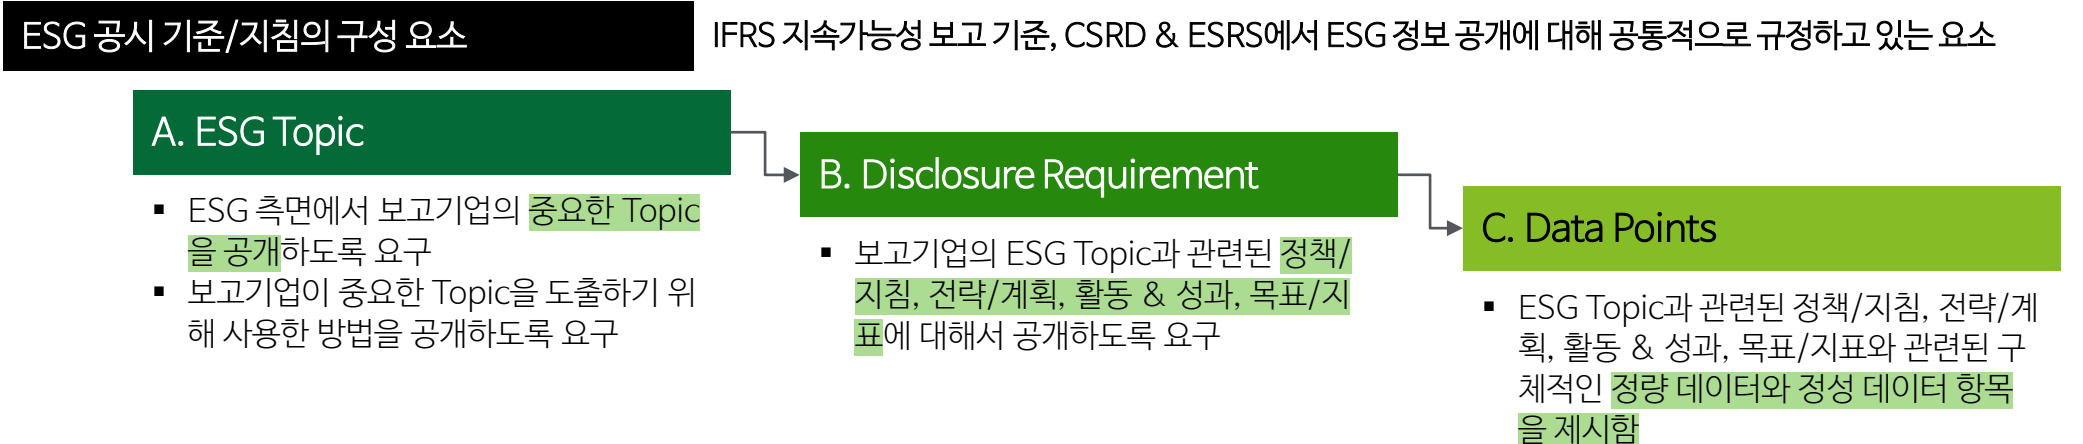 ESG 공시 기준/지침의 구성 요소
IFRS 지속가능성 보고 기준, CSRD & ESRS에서 ESG 정보 공개에 대해 공통적으로 규정하고 있는 요소
A. ESG Topic
▪ ESG 측면에서 보고기업의 중요한 Topic
을 공개하도록 요구
▪ 보고기업이 중요한 Topic을 도출하기 위
해 사용한 방법을 공개하도록 요구
B. Disclosure Requirement
▪ 보고기업의 ESG Topic과 관련된 정책/
지침, 전략/계획, 활동 & 성과, 목표/지
표에 대해서 공개하도록 요구
C. Data Points
▪ ESG Topic과 관련된 정책/지침, 전략/계
획, 활동 & 성과, 목표/지표와 관련된 구
체적인 정량 데이터와 정성 데이터 항목
을 제시함